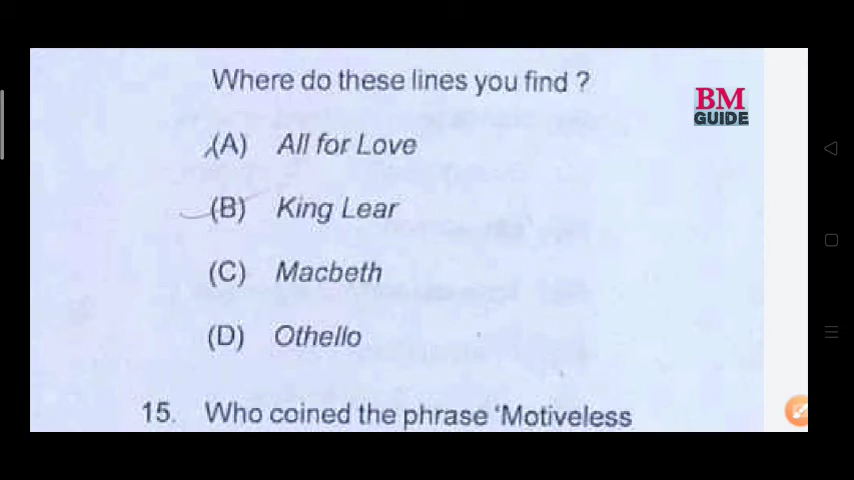 Where do these lines you find ?
BM
GUIDE
(A) All for Love
(B) King Lear
(C) Macbeth
(D) Othello
15. Who coined the phrase ‘Motiveless